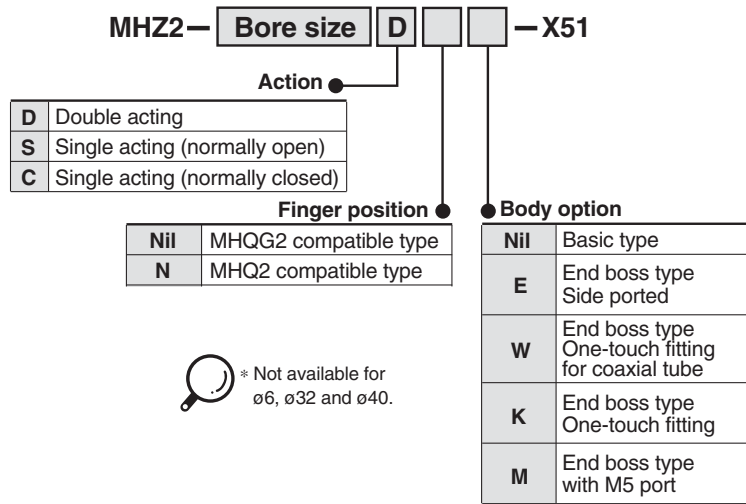 MHZ2— Bore size D —X51
Action
D Double acting
S Single acting (normally open)
C Single acting (normally closed)
Finger position
Nil MHQG2 compatible type
N MHQ2 compatible type
* Not available for
ø6, ø32 and ø40.
Body option
Nil Basic type
E End boss type
Side ported
W End boss type
One-touch fitting
for coaxial tube
K End boss type
One-touch fitting
M End boss type
with M5 port